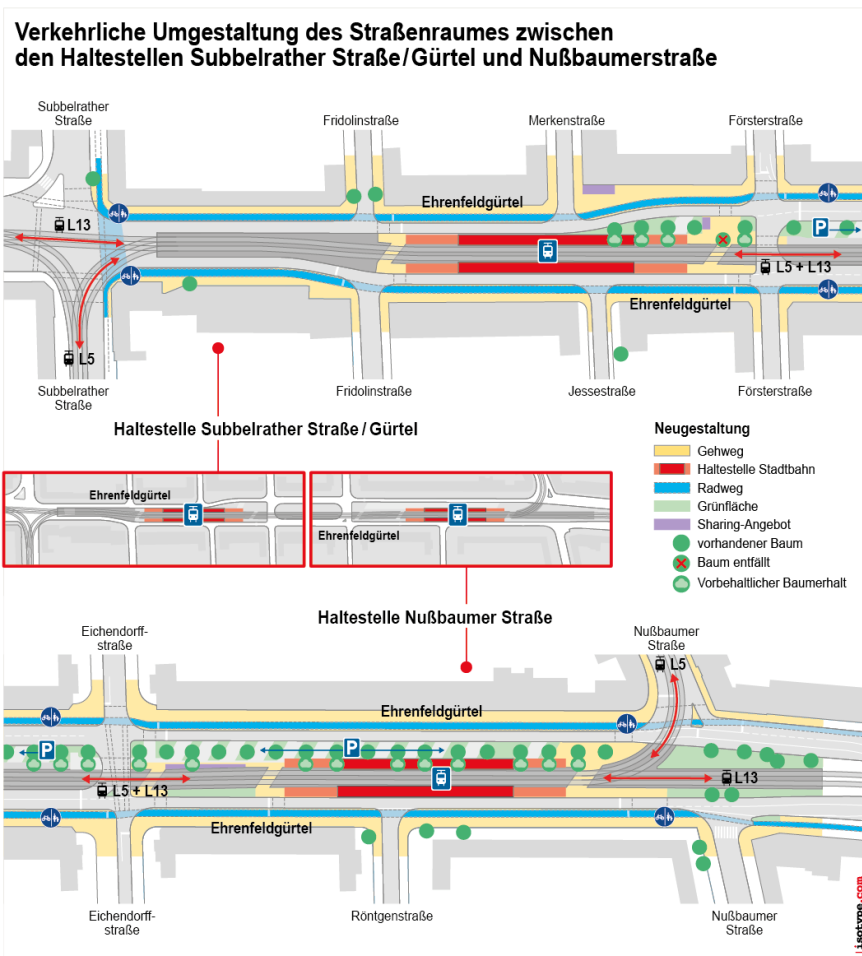 Verkehrliche Umgestaltung des Straßenraumes zwischen
den Haltestellen Subbelrather Straße/Gürtel und Nußbaumerstraße
Subbelrather
Straße
Fridolinstraße
Merkenstraße
Försterstraße
Ehrenfeldgürtel
L13
P
L5 + L13
Ehrenfeldgürtel
L5
Subbelrather
Straße
Fridolinstraße
Jessestraße
Försterstraße
Haltestelle Subbelrather Straße/Gürtel
Neugestaltung
Gehweg
Haltestelle Stadtbahn
Radweg
Grünfläche
Sharing-Angebot
vorhandener Baum
Baum entfällt
Vorbehaltlicher Baumerhalt
Ehrenfeldgürtel
Ehrenfeldgürtel
Haltestelle Nußbaumer Straße
Eichendorff-
straße
Nußbaumer
Straße
L5
Ehrenfeldgürtel
P
P
L5 + L13
L13
Ehrenfeldgürtel
Eichendorff-
straße
Röntgenstraße
Nußbaumer
Straße
isotype.com